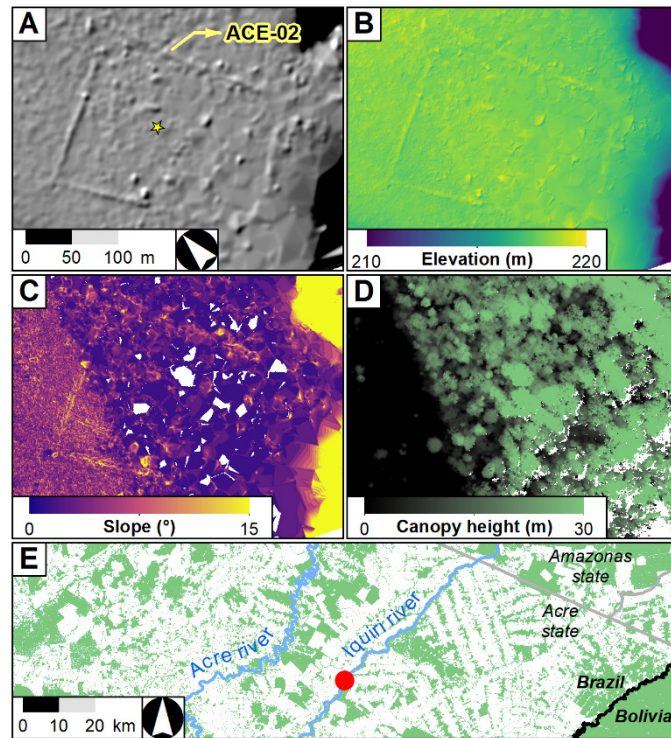 A
ACE-02
0 50 100 m
B
210 Elevation (m) 220
C
0 Slope (°) 15
D
0 Canopy height (m) 30
E
Acre river
Iquiri river
Amazonas
state
Acre
state
Brazil
Bolivia
0 10 20 km